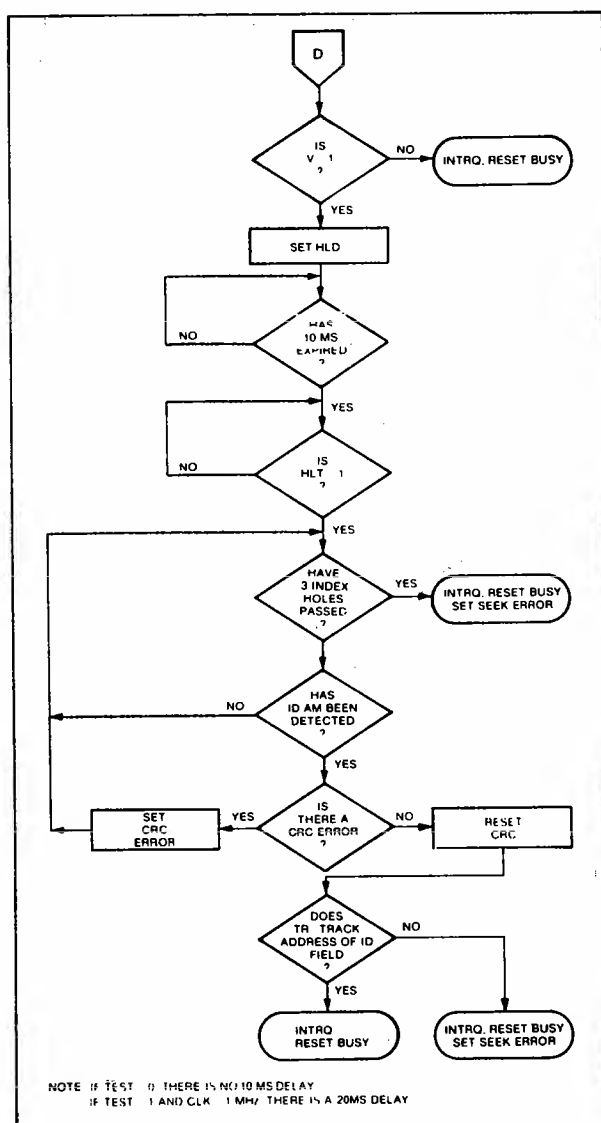 D
IS
V 1
?
NO
INTRQ. RESET BUSY
YES
SET HLD
HAS
10 MS
EXPIRED
?
NO
YES
IS
HLT 1
?
NO
YES
HAVE
3 INDEX
HOLES
PASSED
?
YES
INTRQ. RESET BUSY
SET SEEK ERROR
HAS
ID AM BEEN
DETECTED
?
NO
YES
IS
THERE A
CRC ERROR
?
YES
SET
CRC
ERROR
NO
RESET
CRC
DOES
TR TRACK
ADDRESS OF ID
FIELD
?
NO
YES
INTRQ
RESET BUSY
INTRQ. RESET BUSY
SET SEEK ERROR
NOTE IF TEST 0 THERE IS NO 10 MS DELAY
IF TEST 1 AND CLK 1 MHZ THERE IS A 20MS DELAY